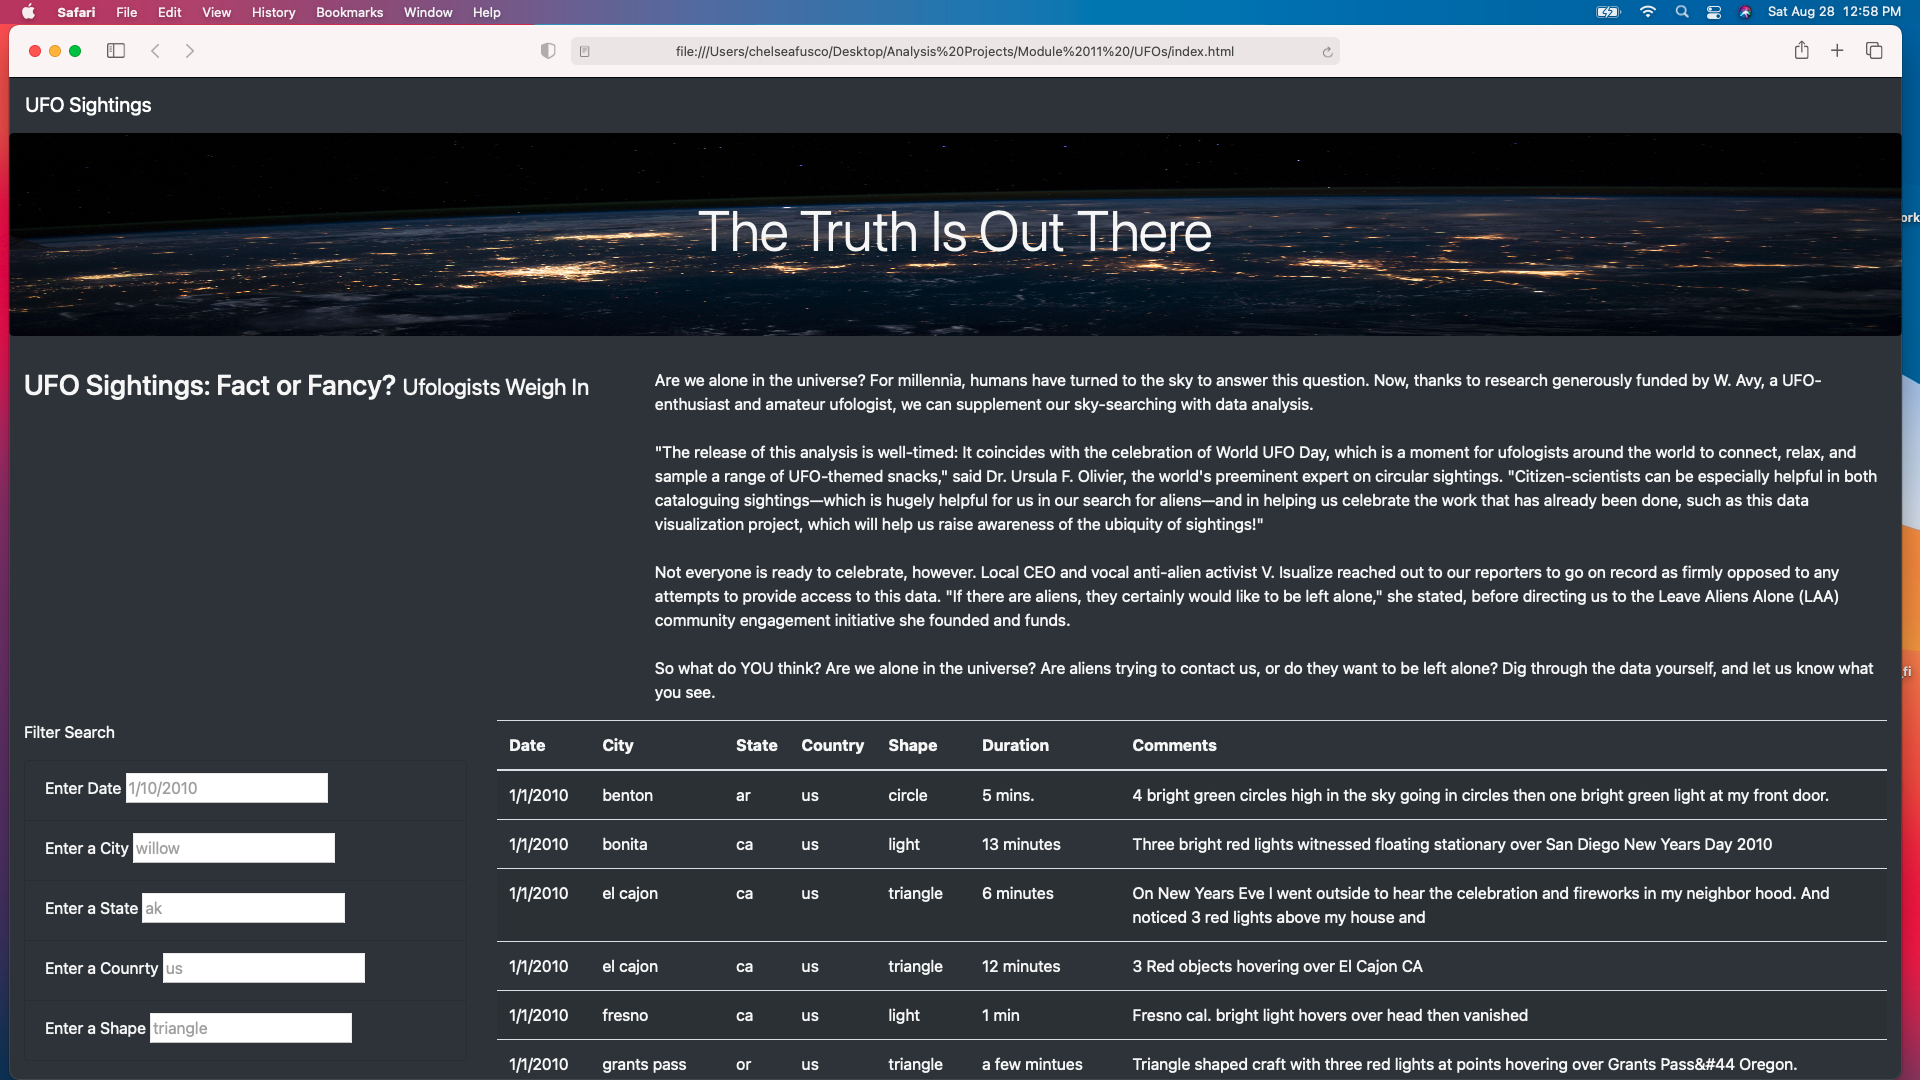 Safari File Edit View History Bookmarks Window Help Sat Aug 28 12:58 PM
file:///Users/chelseafusco/Desktop/Analysis%20Projects/Module%2011%20/UFOs/index.html
UFO Sightings
The Truth Is Out There
UFO Sightings: Fact or Fancy? Ufologists Weigh In
Are we alone in the universe? For millennia, humans have turned to the sky to answer this question. Now, thanks to research generously funded by W. Avy, a UFO-
enthusiast and amateur ufologist, we can supplement our sky-searching with data analysis.
"The release of this analysis is well-timed: It coincides with the celebration of World UFO Day, which is a moment for ufologists around the world to connect, relax, and
sample a range of UFO-themed snacks," said Dr. Ursula F. Olivier, the world's preeminent expert on circular sightings. "Citizen-scientists can be especially helpful in both
cataloguing sightings—which is hugely helpful for us in our search for aliens—and in helping us celebrate the work that has already been done, such as this data
visualization project, which will help us raise awareness of the ubiquity of sightings!"
Not everyone is ready to celebrate, however. Local CEO and vocal anti-alien activist V. Isualize reached out to our reporters to go on record as firmly opposed to any
attempts to provide access to this data. "If there are aliens, they certainly would like to be left alone," she stated, before directing us to the Leave Aliens Alone (LAA)
community engagement initiative she founded and funds.
So what do YOU think? Are we alone in the universe? Are aliens trying to contact us, or do they want to be left alone? Dig through the data yourself, and let us know what
you see.
Filter Search
Enter Date 1/10/2010
Enter a City willow
Enter a State ak
Enter a Counrty us
Enter a Shape triangle
Date City State Country Shape Duration Comments
1/1/2010 benton ar us circle 5 mins. 4 bright green circles high in the sky going in circles then one bright green light at my front door.
1/1/2010 bonita ca us light 13 minutes Three bright red lights witnessed floating stationary over San Diego New Years Day 2010
1/1/2010 el cajon ca us triangle 6 minutes On New Years Eve I went outside to hear the celebration and fireworks in my neighbor hood. And
noticed 3 red lights above my house and
1/1/2010 el cajon ca us triangle 12 minutes 3 Red objects hovering over El Cajon CA
1/1/2010 fresno ca us light 1 min Fresno cal. bright light hovers over head then vanished
1/1/2010 grants pass or us triangle a few mintues Triangle shaped craft with three red lights at points hovering over Grants Pass&#44 Oregon.
ork
fi